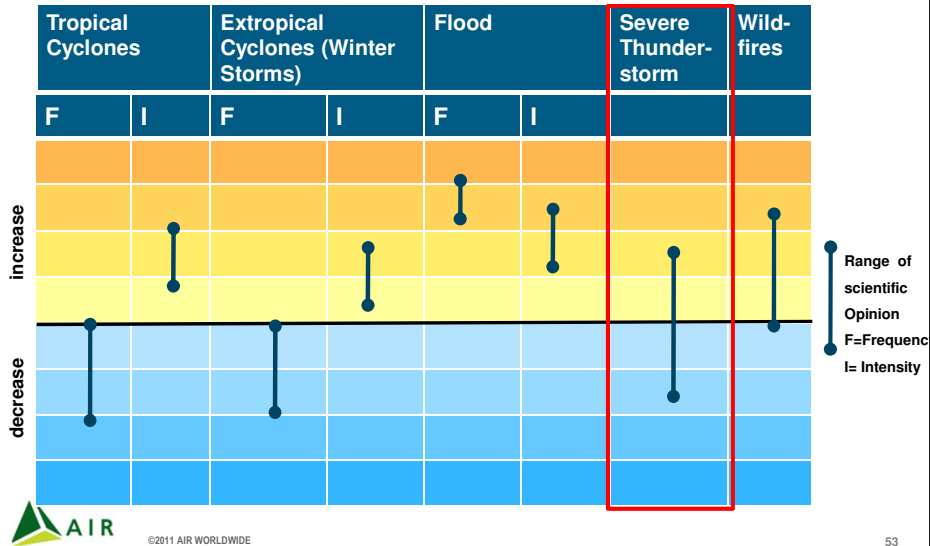 Tropical
Cyclones
Extropical
Cyclones (Winter
Storms)
Flood
Severe
Thunder-
storm
Wild-
fires
F
I
F
I
F
I
increase
decrease
Range of
scientific
Opinion
F=Frequenc
I= Intensity
AIR
©2011 AIR WORLDWIDE
53